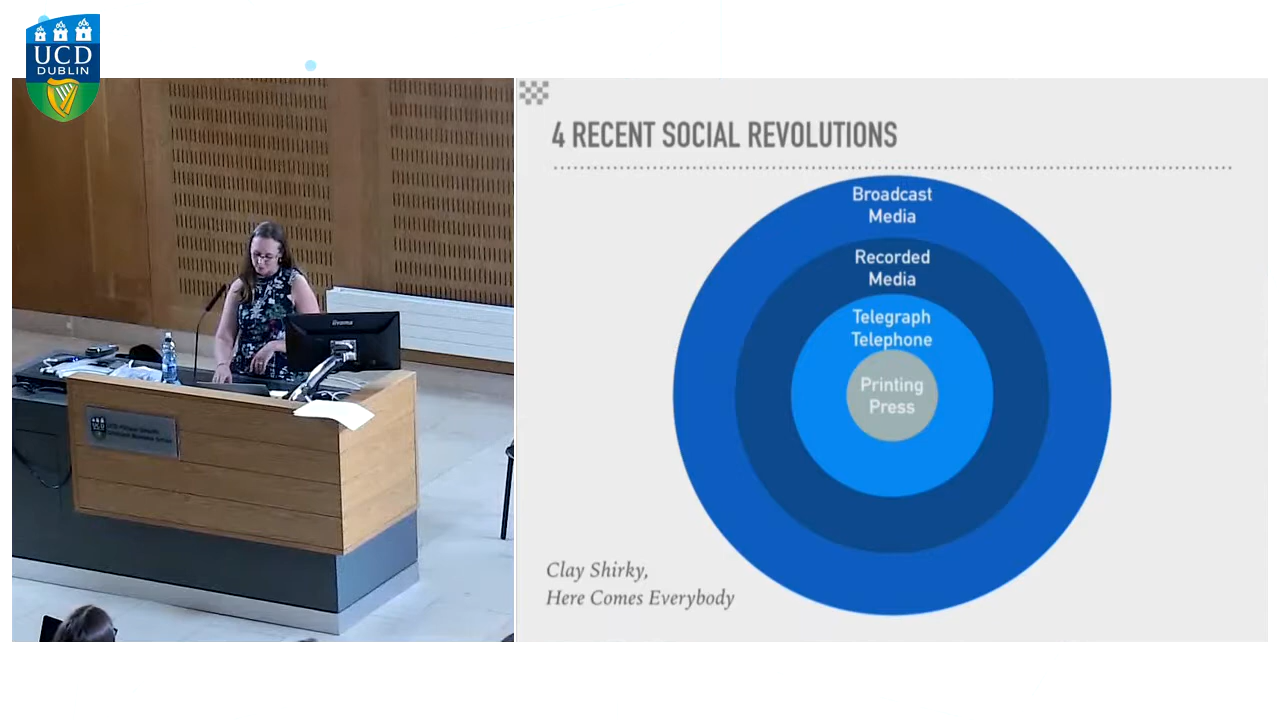 UCD
DUBLIN
4 RECENT SOCIAL REVOLUTIONS
Broadcast
Media
Recorded
Media
Telegraph
Telephone
Printing
Press
Clay Shirky,
Here Comes Everybody
iiyama